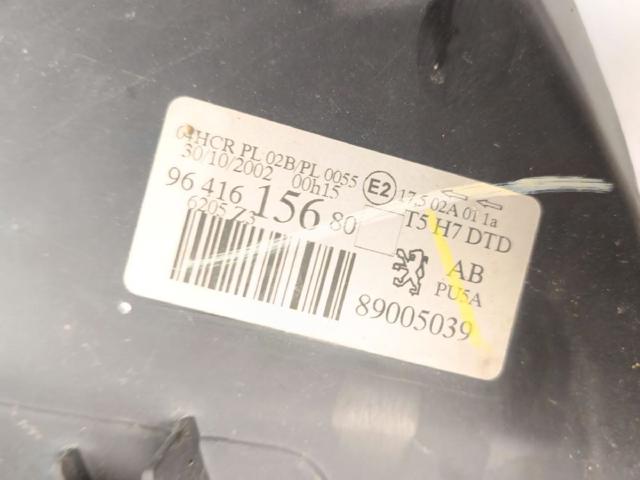 04HCR PL 02B/PL 0055 E2 17,5 02A 01 1a
30/10/2002 00h15
96 416 156 80 T5 H7 DTD
6205Z3
AB
PU5A
89005039